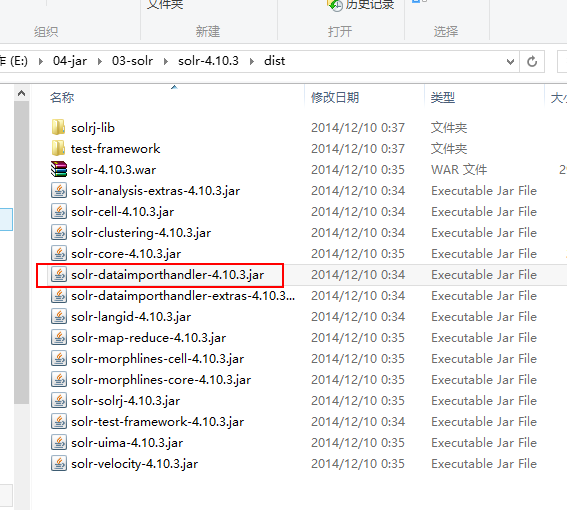 文件夹
历史记录
组织 新建 打开 选择
作 (E:) 04-jar 03-solr solr-4.10.3 dist
名称 修改日期 类型 大小
solrj-lib 2014/12/10 0:37 文件夹
test-framework 2014/12/10 0:37 文件夹
solr-4.10.3.war 2014/12/10 0:35 WAR 文件 29
solr-analysis-extras-4.10.3.jar 2014/12/10 0:34 Executable Jar File
solr-cell-4.10.3.jar 2014/12/10 0:34 Executable Jar File
solr-clustering-4.10.3.jar 2014/12/10 0:34 Executable Jar File
solr-core-4.10.3.jar 2014/12/10 0:35 Executable Jar File
solr-dataimporthandler-4.10.3.jar 2014/12/10 0:34 Executable Jar File
solr-dataimporthandler-extras-4.10.3... 2014/12/10 0:34 Executable Jar File
solr-langid-4.10.3.jar 2014/12/10 0:34 Executable Jar File
solr-map-reduce-4.10.3.jar 2014/12/10 0:35 Executable Jar File
solr-morphlines-cell-4.10.3.jar 2014/12/10 0:35 Executable Jar File
solr-morphlines-core-4.10.3.jar 2014/12/10 0:35 Executable Jar File
solr-solrj-4.10.3.jar 2014/12/10 0:35 Executable Jar File
solr-test-framework-4.10.3.jar 2014/12/10 0:34 Executable Jar File
solr-uima-4.10.3.jar 2014/12/10 0:35 Executable Jar File
solr-velocity-4.10.3.jar 2014/12/10 0:35 Executable Jar File